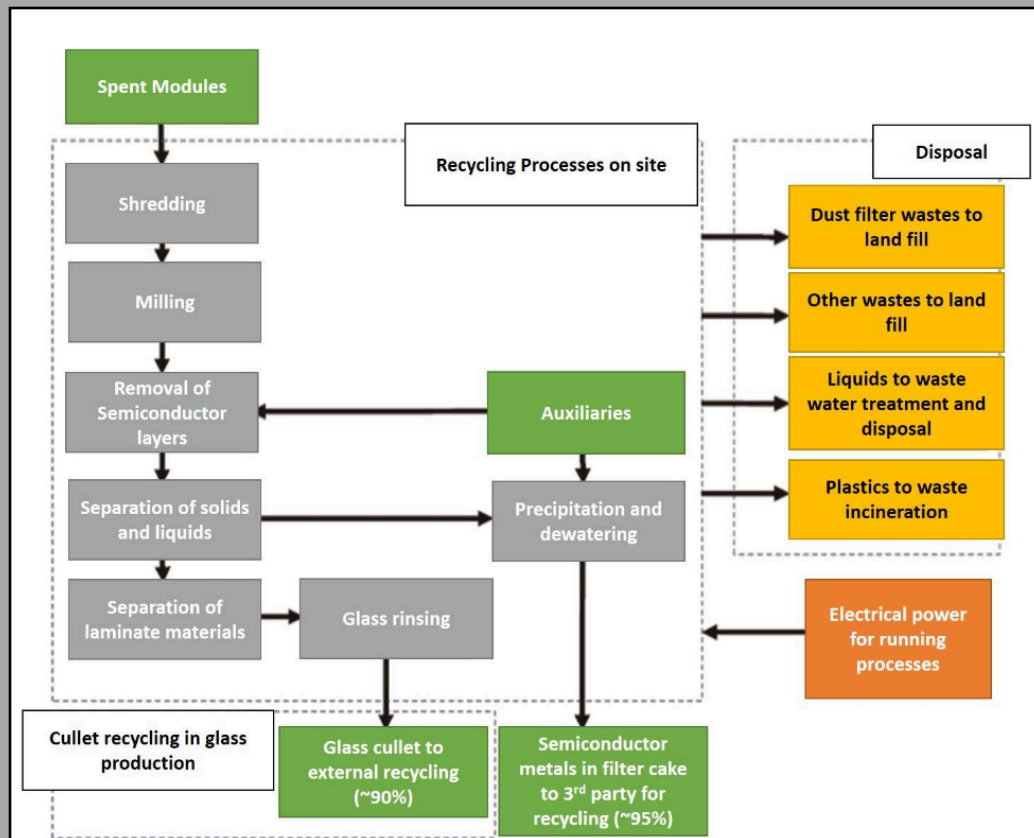 Spent Modules
Recycling Processes on site
Disposal
Shredding
Dust filter wastes to
land fill
Milling
Other wastes to land
fill
Removal of
Semiconductor
layers
Auxiliaries
Liquids to waste
water treatment and
disposal
Separation of solids
and liquids
Precipitation and
dewatering
Plastics to waste
incineration
Separation of
laminate materials
Glass rinsing
Electrical power
for running
processes
Cullet recycling in glass
production
Glass cullet to
external recycling
(~90%)
Semiconductor
metals in filter cake
to 3rd party for
recycling (~95%)